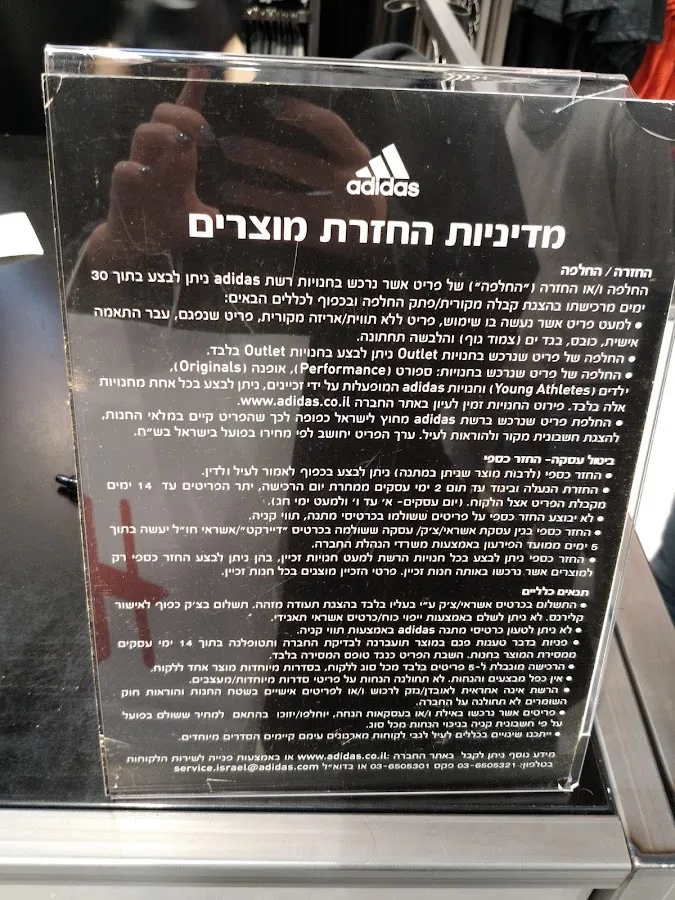 adidas
מדיניות החזרת מוצרים
החזרה / החלפה
החלפה ו/או החזרה ("החלפה") של פריט אשר נרכש בחנויות רשת adidas ניתן לבצע בתוך 30
ימים מרכישתו בהצגת קבלה מקורית/פתק החלפה ובכפוף לכללים הבאים:
• למעט פריט אשר נעשה בו שימוש, פריט ללא תווית/אריזה מקורית, פריט שנפגם, עבר התאמה
אישית, כובס, בגד ים (צמוד גוף) והלבשה תחתונה.
• החלפה של פריט שנרכש בחנויות Outlet ניתן לבצע בחנויות Outlet בלבד.
• החלפה של פריט שנרכש בחנויות: ספורט (Performance), אופנה (Originals),
ילדים (Young Athletes) וחנויות adidas המופעלות על ידי זכיינים, ניתן לבצע בכל אחת מחנויות
אלה בלבד. פירוט החנויות זמין לעיון באתר החברה www.adidas.co.il.
• החלפת פריט שנרכש ברשת adidas מחוץ לישראל כפופה לכך שהפריט קיים במלאי החנות,
להצגת חשבונית מקור ולהוראות לעיל. ערך הפריט יחושב לפי מחירו בפועל בישראל בש"ח.
ביטול עסקה- החזר כספי
• החזר כספי (לרבות מוצר שניתן במתנה) ניתן לבצע בכפוף לאמור לעיל ולדין.
• החזרת הנעלה וביגוד עד תום 2 ימי עסקים ממחרת יום הרכישה, יתר הפריטים עד 14 ימים
מקבלת הפריט אצל הלקוח. (יום עסקים- א' עד ו' ולמעט ימי חג).
• לא יבוצע החזר כספי על פריטים ששולמו בכרטיסי מתנה, תווי קניה.
• החזר כספי בגין עסקת אשראי/צ'ק/ עסקה ששולמה בכרטיס "דיירקט"/אשראי חו"ל יעשה בתוך
5 ימים ממועד הפירעון באמצעות משרדי הנהלת החברה.
• החזר כספי ניתן לבצע בכל חנויות הרשת למעט חנויות זכיין, בהן ניתן לבצע החזר כספי רק
למוצרים אשר נרכשו באותה חנות זכיין. פרטי הזכיין מוצגים בכל חנות זכיין.
תנאים כלליים
• התשלום בכרטיס אשראי/צ'ק ע"י בעליו בלבד בהצגת תעודה מזהה. תשלום בצ'ק כפוף לאישור
קלירנס. לא ניתן לשלם באמצעות ייפוי כוח/כרטיס אשראי תאגידי.
• לא ניתן לטעון כרטיסי מתנה adidas באמצעות תווי קניה.
• פניות בדבר טענות פגם במוצר תועברנה לבדיקת החברה ותטופלנה בתוך 14 ימי עסקים
ממסירת המוצר בחנות. השבת הפריט כנגד טופס המסירה בלבד.
• הרכישה מוגבלת ל-5 פריטים בלבד מכל סוג ללקוח, בסדרות מיוחדות מוצר אחד ללקוח.
• אין כפל מבצעים והנחות. לא תחולנה הנחות על פריטי סדרות מיוחדות/מעצבים.
• הרשת אינה אחראית לאובדן/נזק לרכוש ו/או לפריטים אישיים בשטח החנות והוראות חוק
השומרים לא תחולנה על החברה.
• פריטים אשר נרכשו באילת ו/או בעסקאות הנחה, יוחלפו/יזוכו בהתאם למחיר ששולם בפועל
על פי חשבונית קניה בניכוי הנחות מכל סוג.
• ייתכנו שינויים בכללים לעיל לגבי לקוחות מארגונים עימם קיימים הסדרים מיוחדים.
מידע נוסף ניתן לקבל באתר החברה :www.adidas.co.il או באמצעות פנייה לשירות הלקוחות
בטלפון: 03-6505321 פקס 03-6505301 או בדוא"ל service.israel@adidas.com